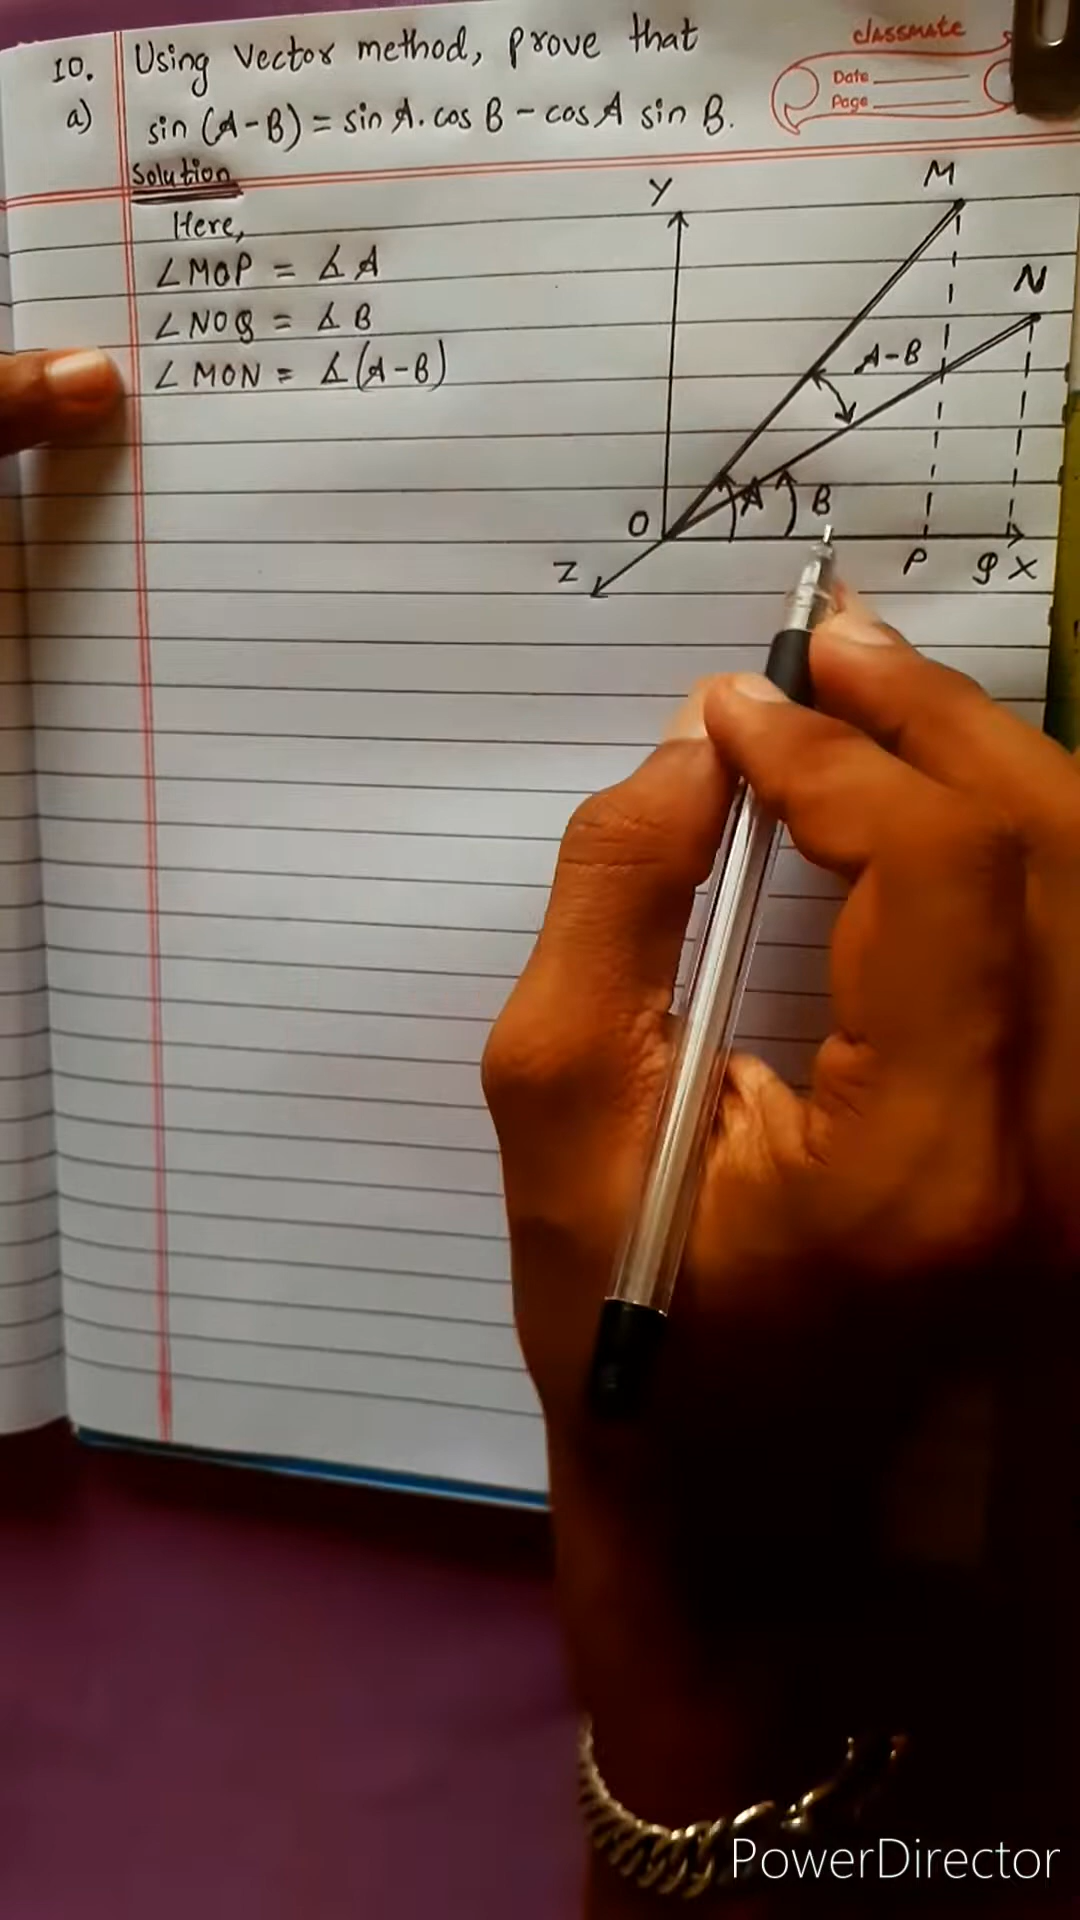 10. Using Vector method, prove that
a) sin (A-B) = sin A. cos B - cos A sin B.
classmate
Date
Page
Solution
Here,
∠MOP = ∡ A
∠NOQ = ∡ B
∠MON = ∡ (A-B)
Y
M
N
A-B
O
A
B
Z
P
Q
X
PowerDirector